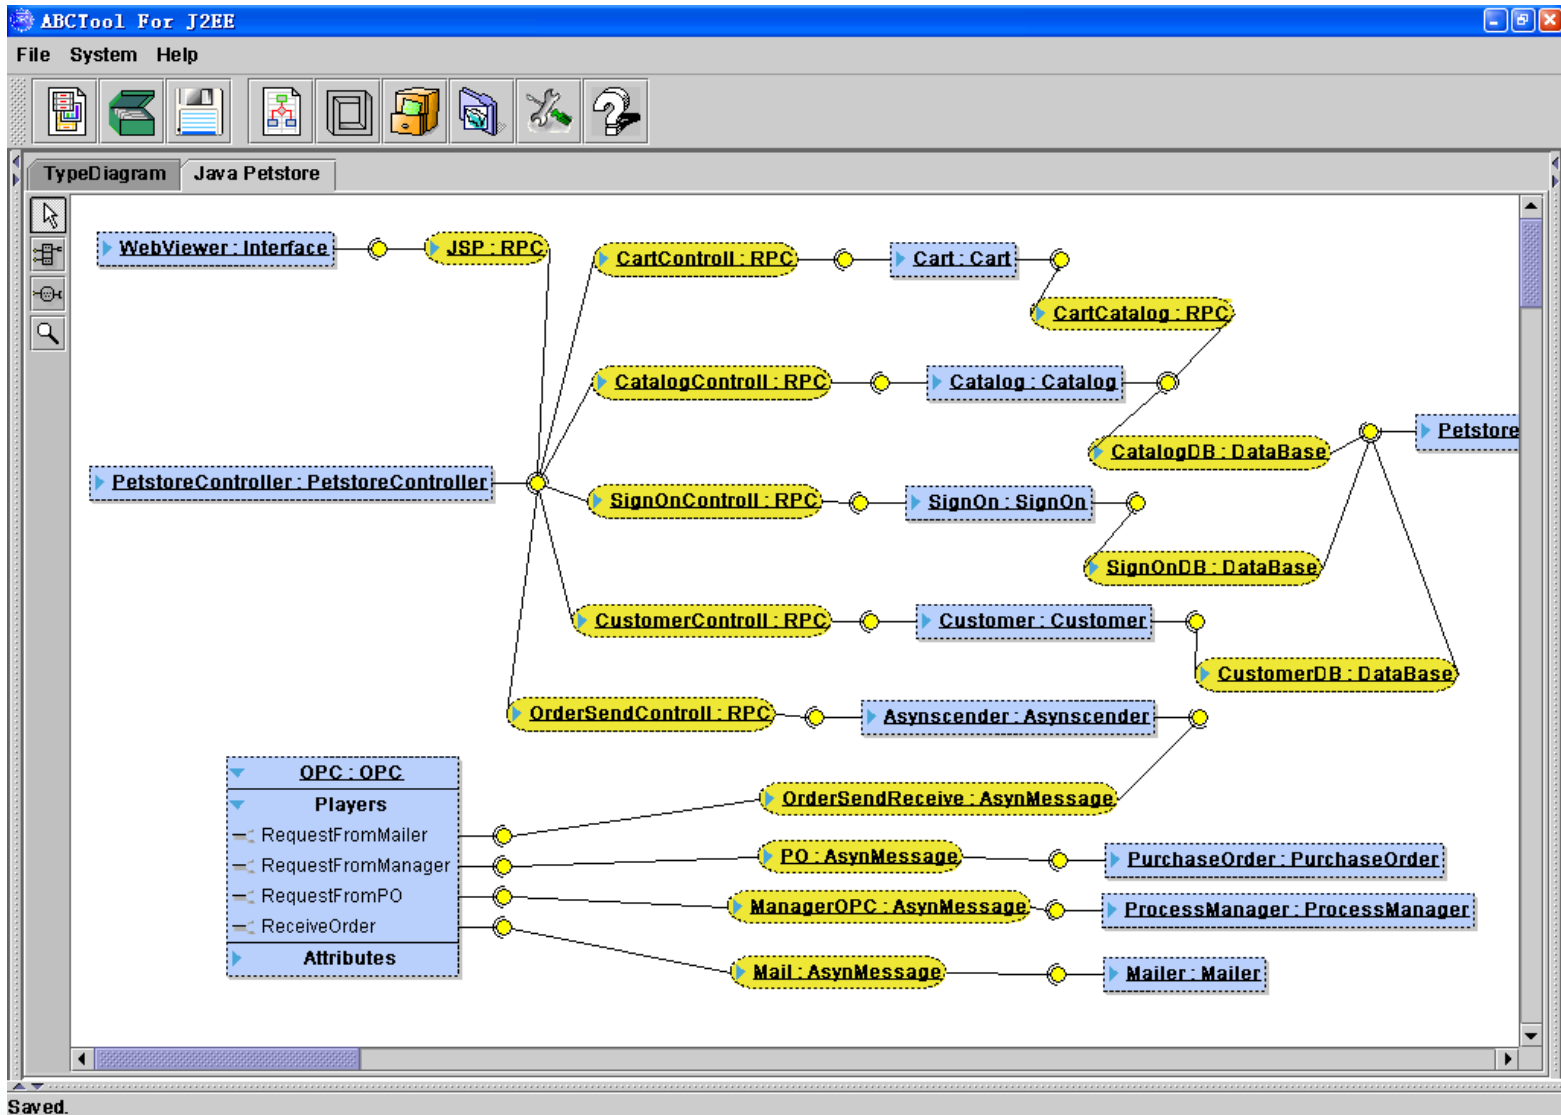 ABCTool For J2EE
File System Help
TypeDiagram Java Petstore
WebViewer : Interface
JSP : RPC
CartControll : RPC
Cart : Cart
CartCatalog : RPC
CatalogControll : RPC
Catalog : Catalog
Petstore
CatalogDB : DataBase
PetstoreController : PetstoreController
SignOnControll : RPC
SignOn : SignOn
SignOnDB : DataBase
CustomerControll : RPC
Customer : Customer
CustomerDB : DataBase
OrderSendControll : RPC
Asynscender : Asynscender
OPC : OPC
Players
RequestFromMailer
RequestFromManager
RequestFromPO
ReceiveOrder
Attributes
OrderSendReceive : AsynMessage
PO : AsynMessage
PurchaseOrder : PurchaseOrder
ManagerOPC : AsynMessage
ProcessManager : ProcessManager
Mail : AsynMessage
Mailer : Mailer
Saved.